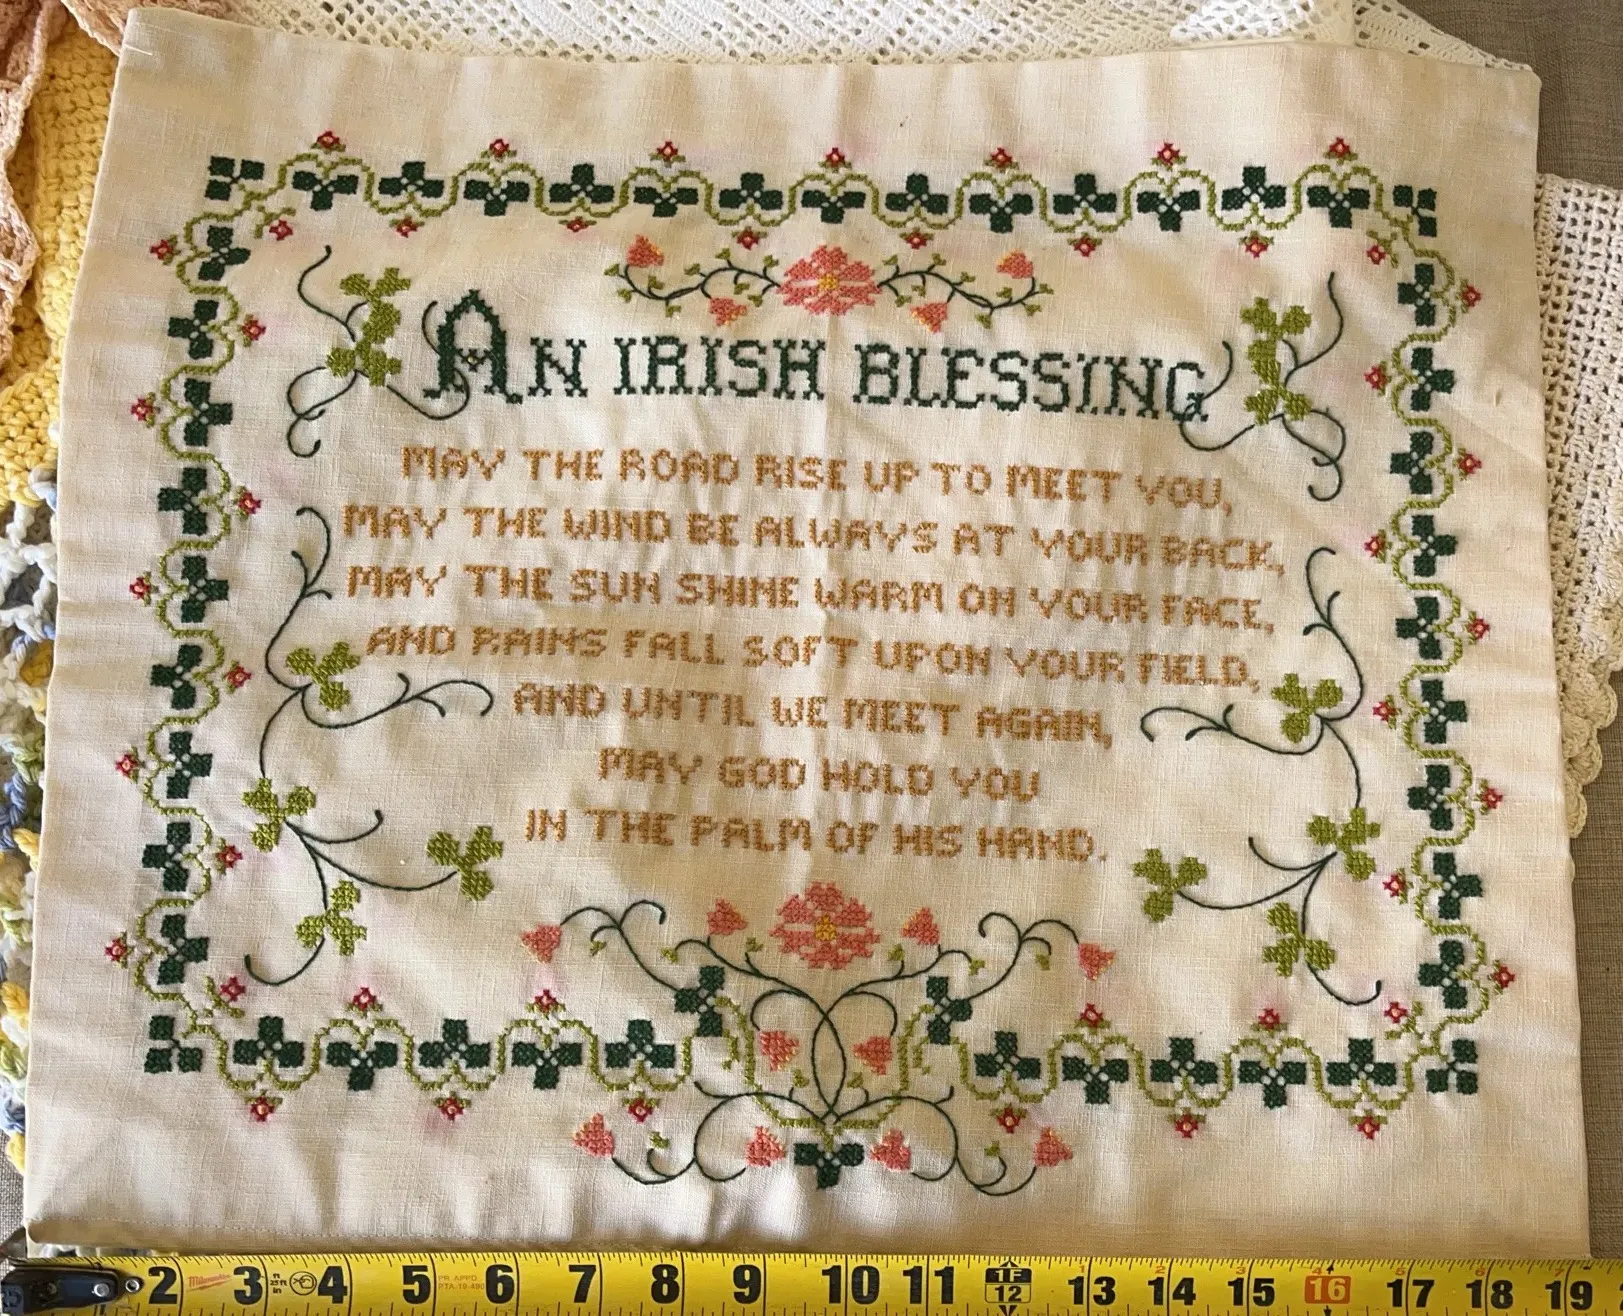 AN IRISH BLESSING
MAY THE ROAD RISE UP TO MEET YOU,
MAY THE WIND BE ALWAYS AT YOUR BACK,
MAY THE SUN SHINE WARM ON YOUR FACE,
AND RAINS FALL SOFT UPON YOUR FIELD,
AND UNTIL WE MEET AGAIN,
MAY GOD HOLD YOU
IN THE PALM OF HIS HAND.
2 Milwaukee 3 4 5 6 7 8 9 10 11 1F 12 13 14 15 16 17 18 19